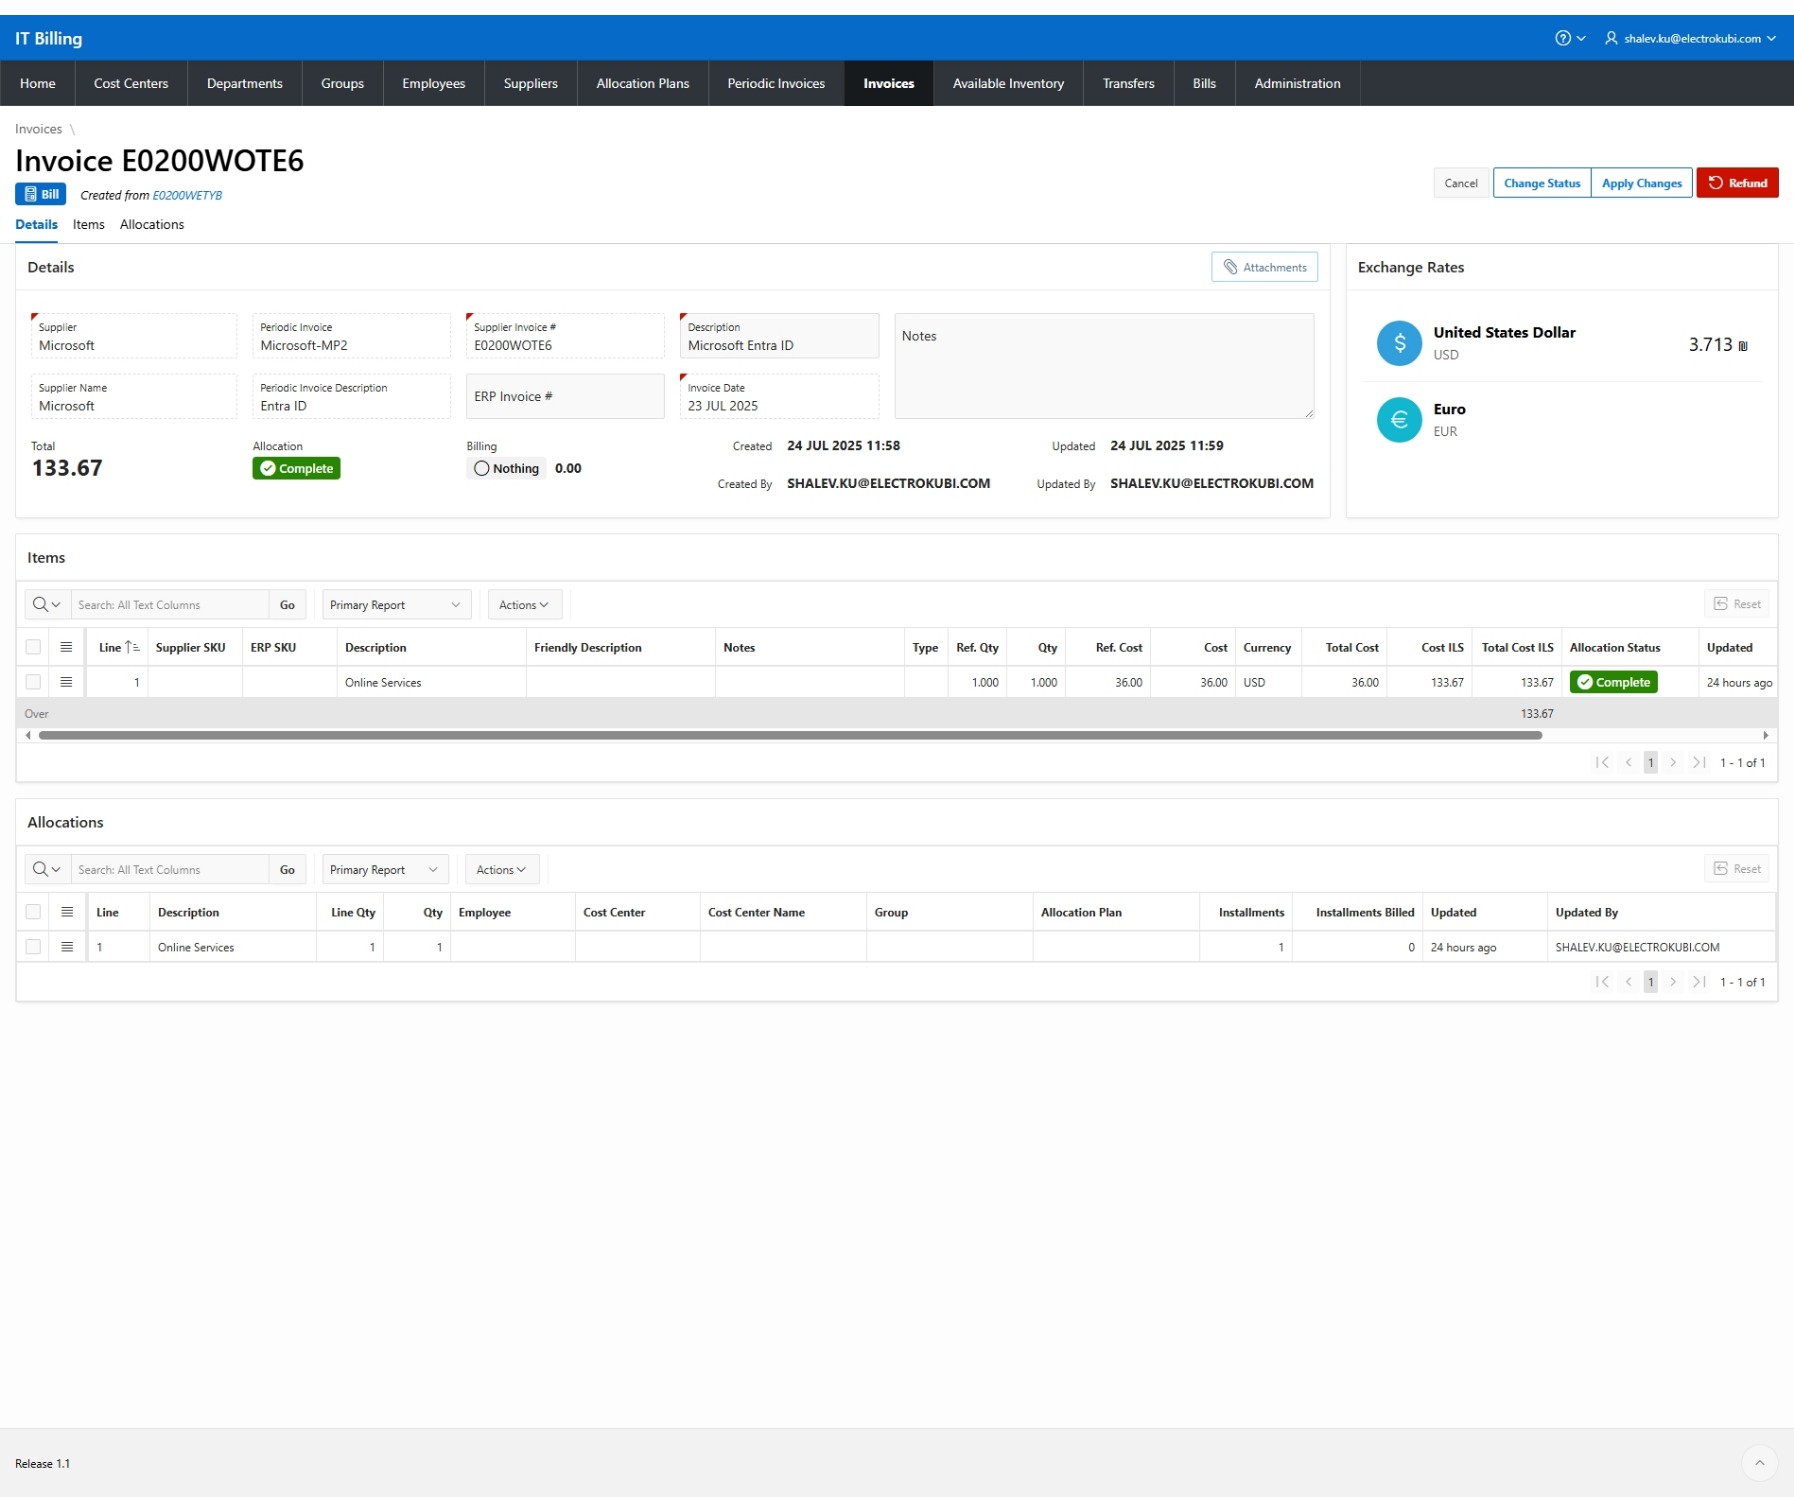 IT Billing
shalev.ku@electrokubi.com
Home Cost Centers Departments Groups Employees Suppliers Allocation Plans Periodic Invoices Invoices Available Inventory Transfers Bills Administration
Invoices \
Invoice E0200WOTE6
Bill Created from E0200WETYB
Cancel Change Status Apply Changes Refund
Details Items Allocations
Details
Attachments
Supplier Periodic Invoice Supplier Invoice # Description
Microsoft Microsoft-MP2 E0200WOTE6 Microsoft Entra ID
Notes
Supplier Name Periodic Invoice Description ERP Invoice # Invoice Date
Microsoft Entra ID 23 JUL 2025
Total Allocation Billing Created 24 JUL 2025 11:58 Updated 24 JUL 2025 11:59
133.67 Complete Nothing 0.00
Created By SHALEV.KU@ELECTROKUBI.COM Updated By SHALEV.KU@ELECTROKUBI.COM
Exchange Rates
$ United States Dollar 3.713 ₪
USD
€ Euro
EUR
Items
Search: All Text Columns Go Primary Report Actions Reset
Line Supplier SKU ERP SKU Description Friendly Description Notes Type Ref. Qty Qty Ref. Cost Cost Currency Total Cost Cost ILS Total Cost ILS Allocation Status Updated
1 Online Services 1.000 1.000 36.00 36.00 USD 36.00 133.67 133.67 Complete 24 hours ago
Over 133.67
1 1 - 1 of 1
Allocations
Search: All Text Columns Go Primary Report Actions Reset
Line Description Line Qty Qty Employee Cost Center Cost Center Name Group Allocation Plan Installments Installments Billed Updated Updated By
1 Online Services 1 1 1 0 24 hours ago SHALEV.KU@ELECTROKUBI.COM
1 1 - 1 of 1
Release 1.1